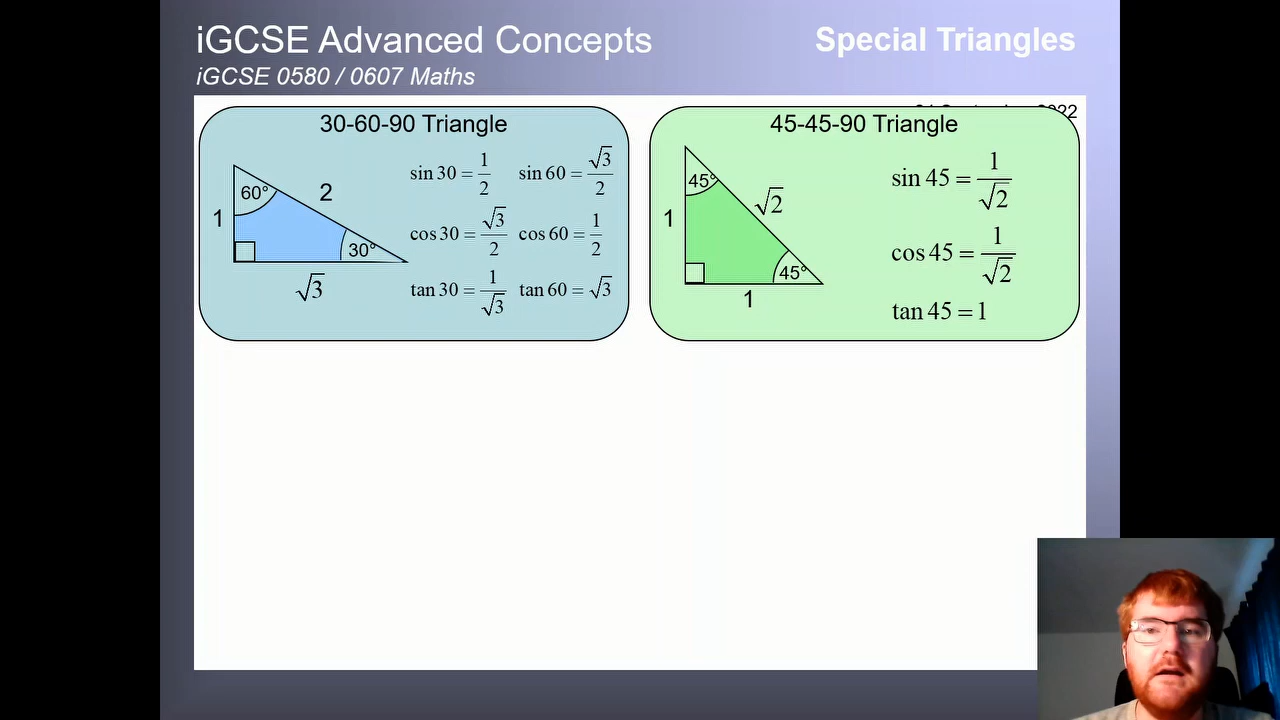 iGCSE Advanced Concepts
Special Triangles
iGCSE 0580 / 0607 Maths
2022
30-60-90 Triangle
60°
2
1
30°
√3
sin 30 = 1/2 sin 60 = √3/2
cos 30 = √3/2 cos 60 = 1/2
tan 30 = 1/√3 tan 60 = √3
45-45-90 Triangle
45°
√2
1
45°
1
sin 45 = 1/√2
cos 45 = 1/√2
tan 45 = 1